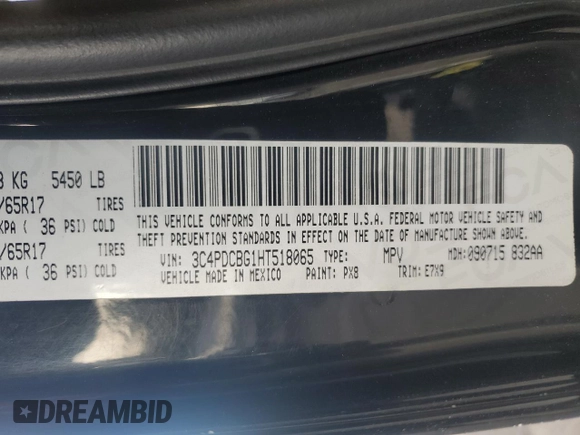 8 KG 5450 LB
/65R17 TIRES
KPA ( 36 PSI) COLD
/65R17 TIRES
KPA ( 36 PSI) COLD
THIS VEHICLE CONFORMS TO ALL APPLICABLE U.S.A. FEDERAL MOTOR VEHICLE SAFETY AND
THEFT PREVENTION STANDARDS IN EFFECT ON THE DATE OF MANUFACTURE SHOWN ABOVE.
VIN: 3C4PDCBG1HT518065 TYPE: MPV MDH:090715 832AA
VEHICLE MADE IN MEXICO PAINT: PX8 TRIM: E7X9
DREAMBID